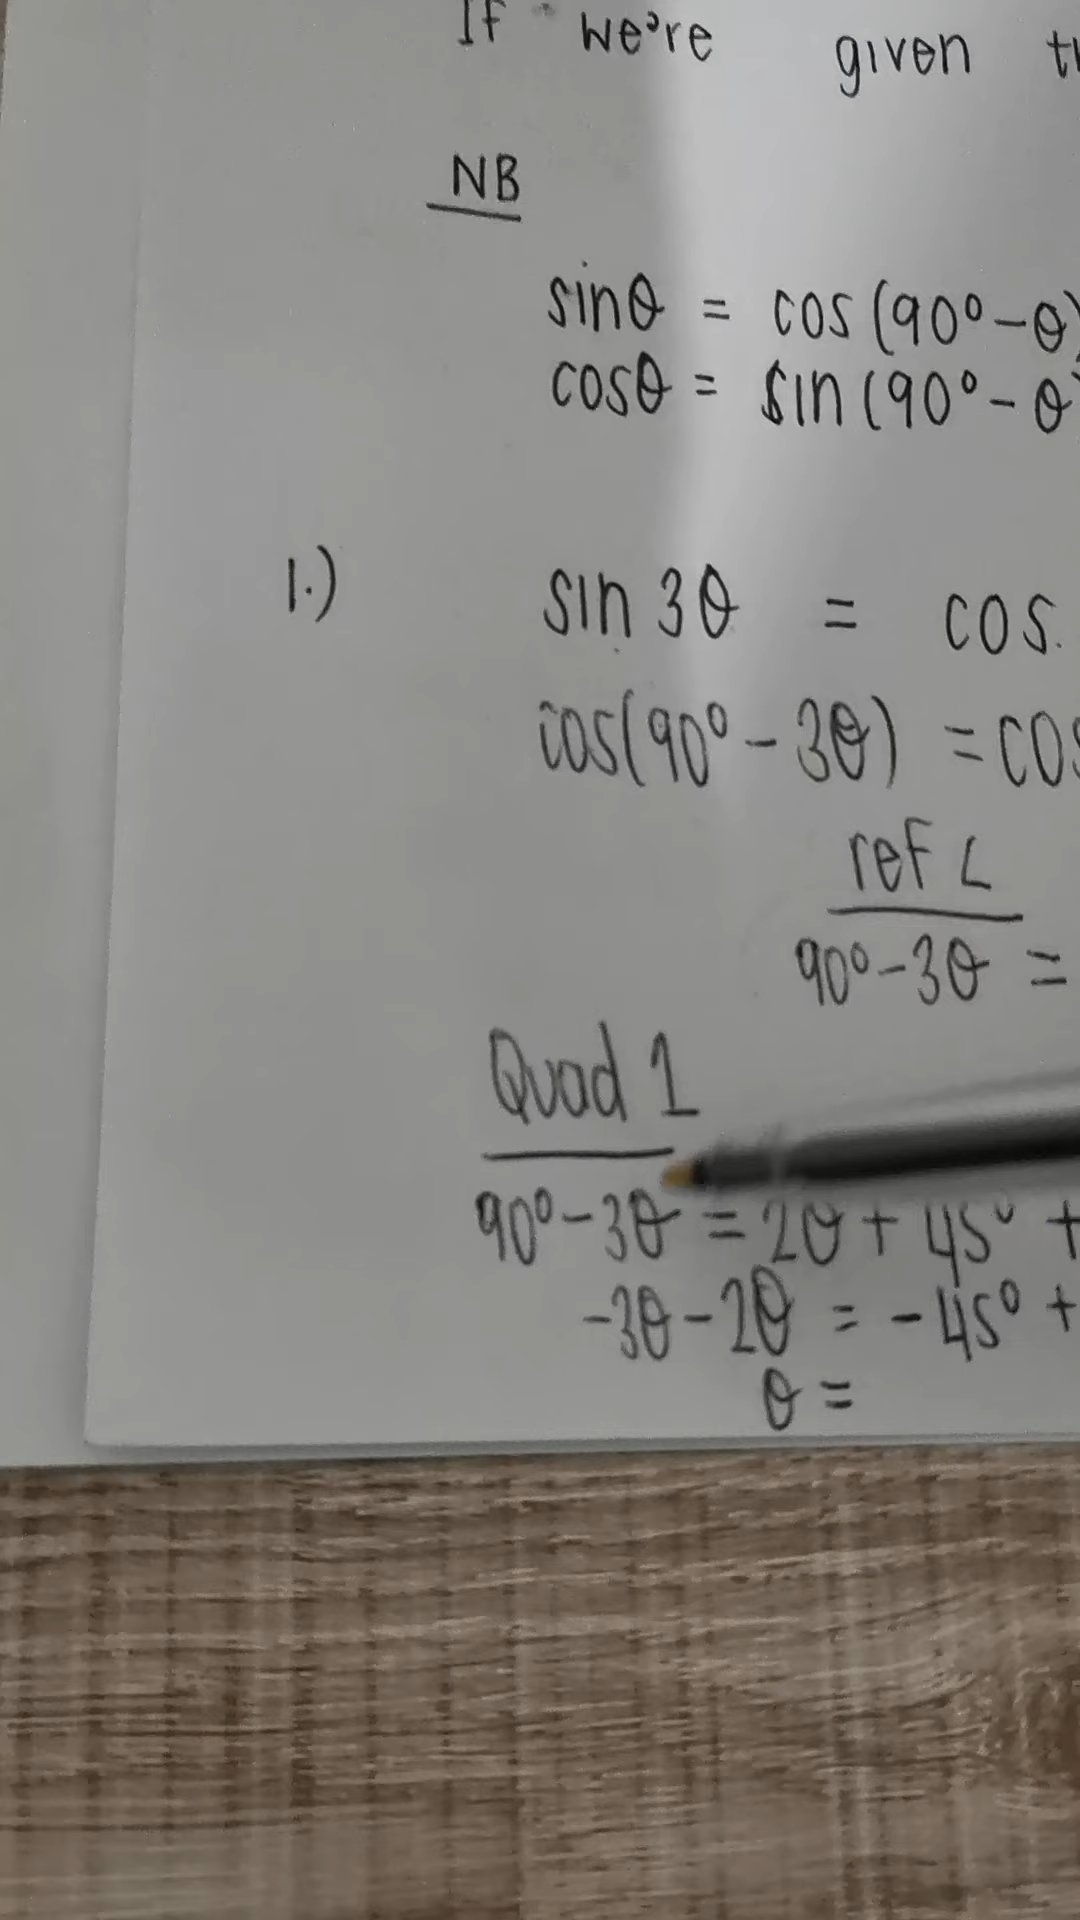 If we're given
NB
sinθ = cos(90°-θ)
cosθ = sin(90°-θ
1.) sin 3θ = cos
cos(90°-3θ) = cos
ref ∠
90°-3θ =
Quad 1
90°-3θ = 2θ + 45° +
-3θ-2θ = -45° +
θ =